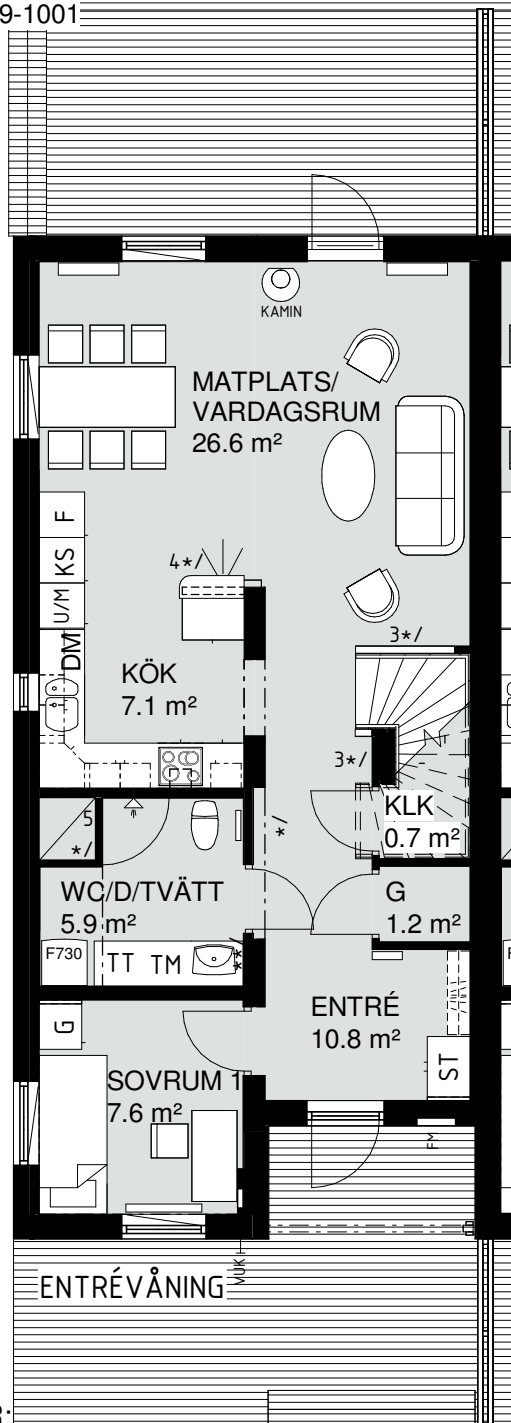 9-1001
KAMIN
MATPLATS/
VARDAGSRUM
26.6 m²
F
KS
U/M
DM
4*/
3*/
KÖK
7.1 m²
3*/
KLK
0.7 m²
*/
5
*/
WC/D/TVÄTT
5.9 m²
G
1.2 m²
F730
TT TM
**/
ENTRÉ
10.8 m²
G
ST
SOVRUM 1
7.6 m²
FM
VUK
ENTRÉVÅNING